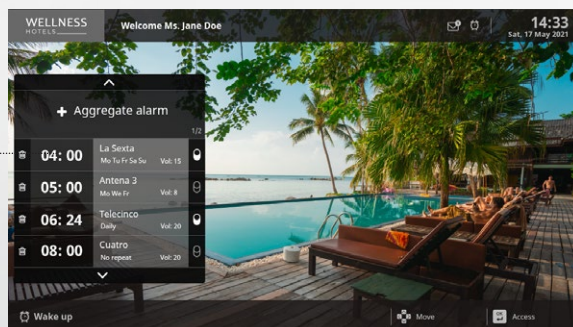 WELLNESS
HOTELS
Welcome Ms. Jane Doe
14:33
Sat, 17 May 2021
+ Aggregate alarm
1/2
04: 00
La Sexta
Mo Tu Fr Sa Su Vol: 15
05: 00
Antena 3
Mo We Fr Vol: 8
06: 24
Telecinco
Daily Vol: 20
08: 00
Cuatro
No repeat Vol: 20
Wake up
Move
OK Access